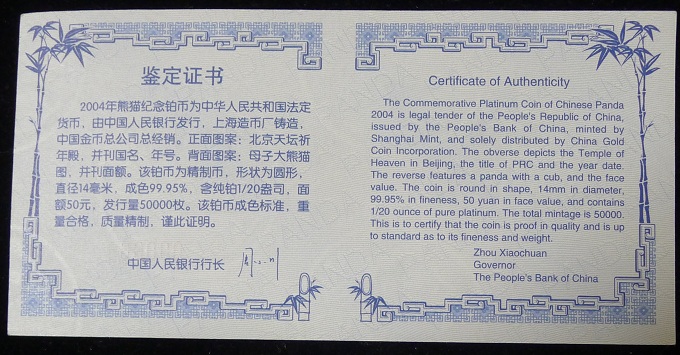 鉴定证书
2004年熊猫纪念铂币为中华人民共和国法定
货币，由中国人民银行发行，上海造币厂铸造，
中国金币总公司总经销。正面图案：北京天坛祈
年殿，并刊国名、年号。背面图案：母子大熊猫
图，并刊面额。该铂币为精制币，形状为圆形，
直径14毫米，成色99.95%，含纯铂1/20盎司，面
额50元，发行量50000枚。该铂币成色标准，重
量合格，质量精制，谨此证明。
中国人民银行行长
Certificate of Authenticity
The Commemorative Platinum Coin of Chinese Panda
2004 is legal tender of the People's Republic of China,
issued by the People's Bank of China, minted by
Shanghai Mint, and solely distributed by China Gold
Coin Incorporation. The obverse depicts the Temple of
Heaven in Beijing, the title of PRC and the year date.
The reverse features a panda with a cub, and the face
value. The coin is round in shape, 14mm in diameter,
99.95% in fineness, 50 yuan in face value, and contains
1/20 ounce of pure platinum. The total mintage is 50000.
This is to certify that the coin is proof in quality and is up
to standard as to its fineness and weight.
Zhou Xiaochuan
Governor
The People's Bank of China